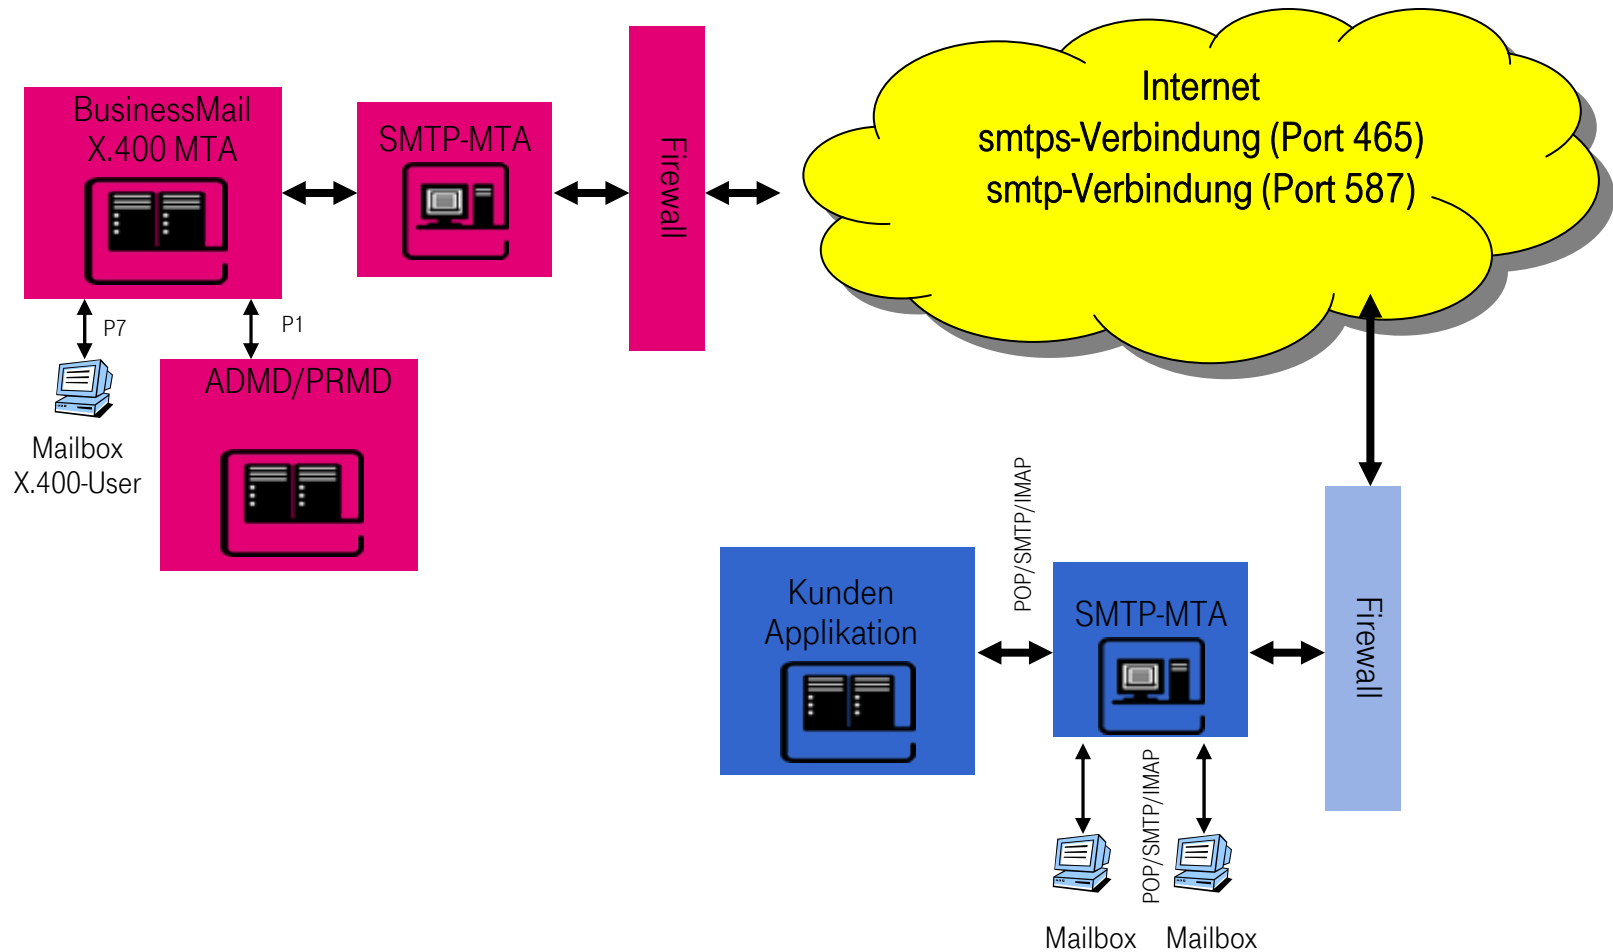 BusinessMail
X.400 MTA
SMTP-MTA
Firewall
Internet
smtps-Verbindung (Port 465)
smtp-Verbindung (Port 587)
P7
P1
Mailbox
X.400-User
ADMD/PRMD
Kunden
Applikation
POP/SMTP/IMAP
SMTP-MTA
Firewall
POP/SMTP/IMAP
Mailbox
Mailbox